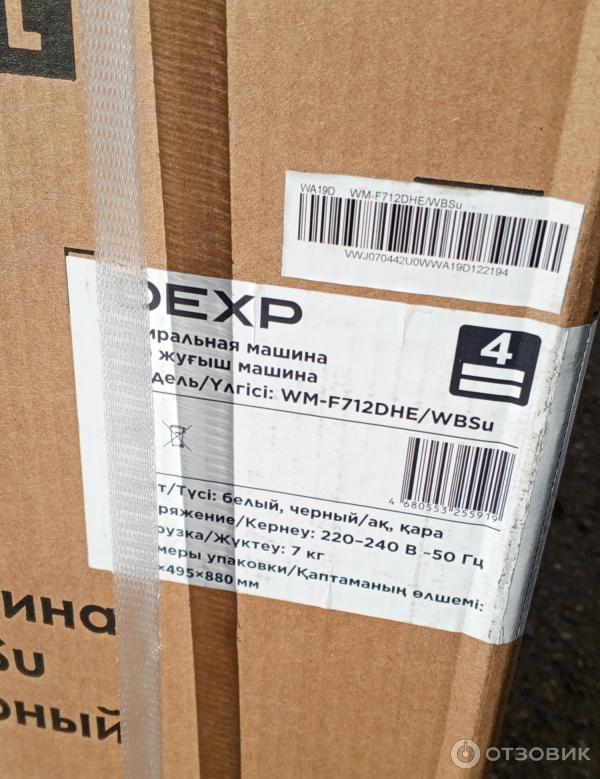 L
WA19D WM-F712DHE/WBSu
VWJ070442U0WWA19D122194
DEXP
иральная машина
жуғыш машина
4
дель/Үлгісі: WM-F712DHE/WBSu
4 680553 255919
т/Түсі: белый, черный/ақ, қара
ряжение/Кернеу: 220-240 В ~50 Гц
рузка/Жүктеу: 7 кг
меры упаковки/Қаптаманың өлшемі:
×495×880 мм
ина
Su
рный
ОТЗОВИК